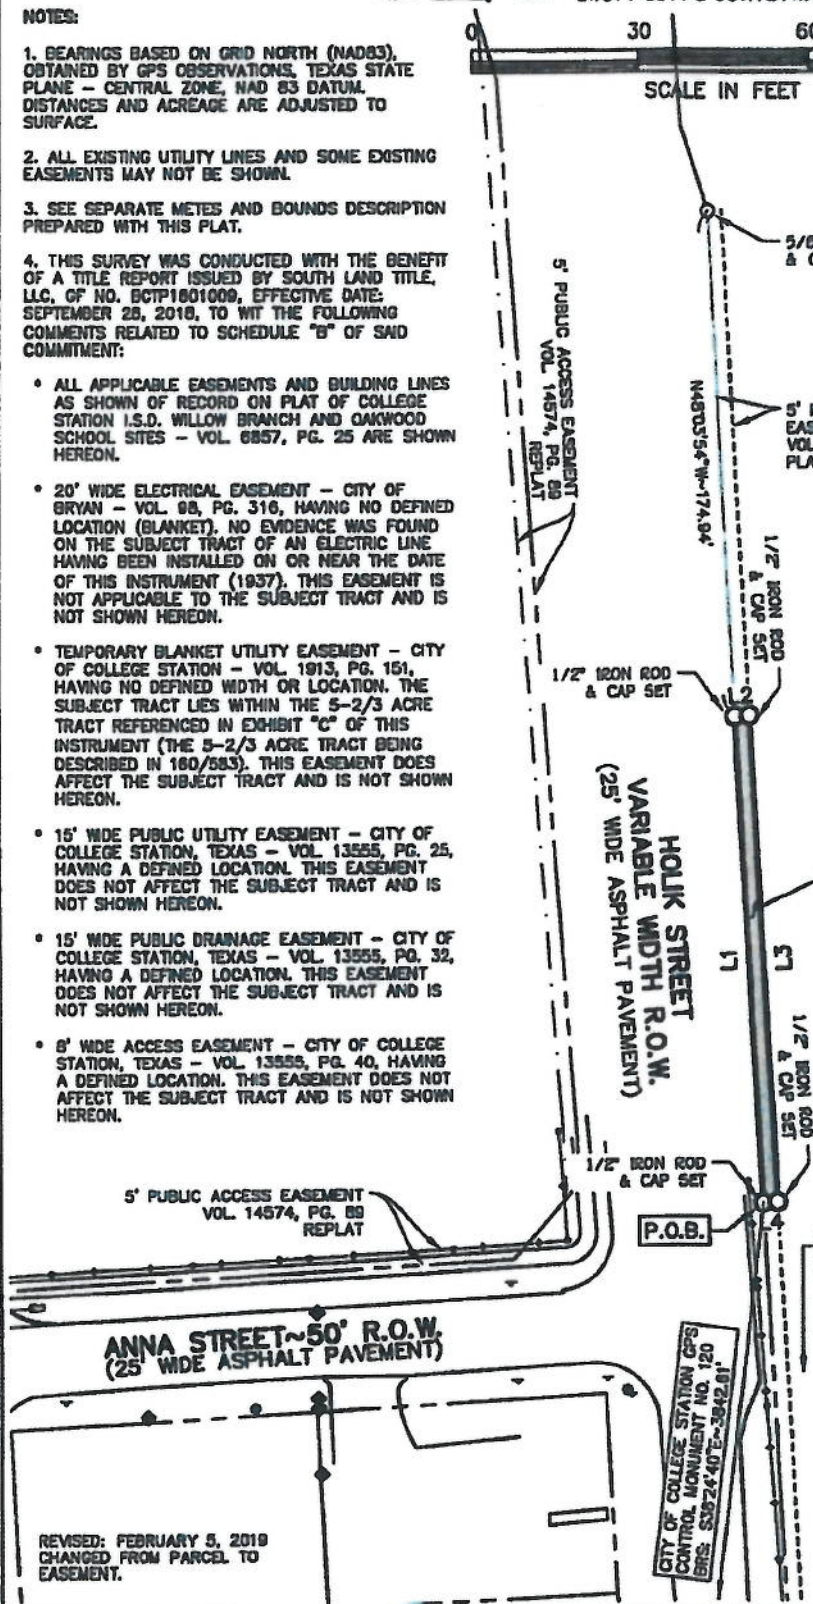 NOTES:
1. BEARINGS BASED ON GRID NORTH (NAD83),
OBTAINED BY GPS OBSERVATIONS, TEXAS STATE
PLANE – CENTRAL ZONE, NAD 83 DATUM.
DISTANCES AND ACREAGE ARE ADJUSTED TO
SURFACE.
2. ALL EXISTING UTILITY LINES AND SOME EXISTING
EASEMENTS MAY NOT BE SHOWN.
3. SEE SEPARATE METES AND BOUNDS DESCRIPTION
PREPARED WITH THIS PLAT.
4. THIS SURVEY WAS CONDUCTED WITH THE BENEFIT
OF A TITLE REPORT ISSUED BY SOUTH LAND TITLE,
LLC, GF NO. BCTP1801009, EFFECTIVE DATE:
SEPTEMBER 28, 2018, TO WIT THE FOLLOWING
COMMENTS RELATED TO SCHEDULE "B" OF SAID
COMMITMENT:
• ALL APPLICABLE EASEMENTS AND BUILDING LINES
AS SHOWN OF RECORD ON PLAT OF COLLEGE
STATION I.S.D. WILLOW BRANCH AND OAKWOOD
SCHOOL SITES – VOL. 6857, PG. 25 ARE SHOWN
HEREON.
• 20' WIDE ELECTRICAL EASEMENT – CITY OF
BRYAN – VOL. 98, PG. 316, HAVING NO DEFINED
LOCATION (BLANKET). NO EVIDENCE WAS FOUND
ON THE SUBJECT TRACT OF AN ELECTRIC LINE
HAVING BEEN INSTALLED ON OR NEAR THE DATE
OF THIS INSTRUMENT (1937). THIS EASEMENT IS
NOT APPLICABLE TO THE SUBJECT TRACT AND IS
NOT SHOWN HEREON.
• TEMPORARY BLANKET UTILITY EASEMENT – CITY
OF COLLEGE STATION – VOL. 1913, PG. 151,
HAVING NO DEFINED WIDTH OR LOCATION. THE
SUBJECT TRACT LIES WITHIN THE 5–2/3 ACRE
TRACT REFERENCED IN EXHIBIT "C" OF THIS
INSTRUMENT (THE 5–2/3 ACRE TRACT BEING
DESCRIBED IN 160/583). THIS EASEMENT DOES
AFFECT THE SUBJECT TRACT AND IS NOT SHOWN
HEREON.
• 15' WIDE PUBLIC UTILITY EASEMENT – CITY OF
COLLEGE STATION, TEXAS – VOL. 13555, PG. 25,
HAVING A DEFINED LOCATION. THIS EASEMENT
DOES NOT AFFECT THE SUBJECT TRACT AND IS
NOT SHOWN HEREON.
• 15' WIDE PUBLIC DRAINAGE EASEMENT – CITY OF
COLLEGE STATION, TEXAS – VOL. 13555, PG. 32,
HAVING A DEFINED LOCATION. THIS EASEMENT
DOES NOT AFFECT THE SUBJECT TRACT AND IS
NOT SHOWN HEREON.
• 8' WIDE ACCESS EASEMENT – CITY OF COLLEGE
STATION, TEXAS – VOL. 13555, PG. 40, HAVING
A DEFINED LOCATION. THIS EASEMENT DOES NOT
AFFECT THE SUBJECT TRACT AND IS NOT SHOWN
HEREON.
0 30 60
SCALE IN FEET
5' PUBLIC ACCESS EASEMENT
VOL. 14574, PG. 89
REPLAT
N48°03'54"W~174.94'
1/2" IRON ROD
& CAP SET
1/2" IRON ROD
& CAP SET
L2
HOLIK STREET
VARIABLE WIDTH R.O.W.
(25' WIDE ASPHALT PAVEMENT)
L1
L3
1/2" IRON ROD
& CAP SET
1/2" IRON ROD
& CAP SET
P.O.B.
L4
5' PUBLIC ACCESS EASEMENT
VOL. 14574, PG. 89
REPLAT
ANNA STREET~50' R.O.W.
(25' WIDE ASPHALT PAVEMENT)
CITY OF COLLEGE STATION GPS
CONTROL MONUMENT NO. 120
BRS: S38°24'40"E~3842.81'
REVISED: FEBRUARY 5, 2019
CHANGED FROM PARCEL TO
EASEMENT.